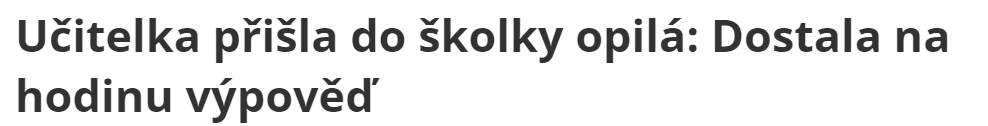 Učitelka přišla do školky opilá: Dostala na
hodinu výpověď